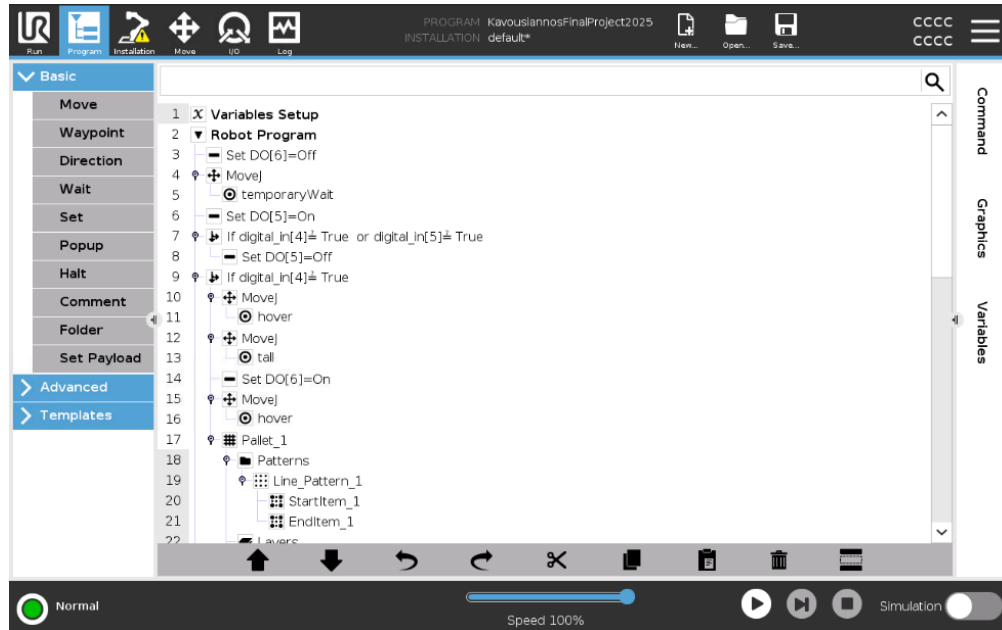 UR
Run
Program
Installation
Move
I/O
Log
PROGRAM KavousiannosFinalProject2025
INSTALLATION default*
New...
Open...
Save...
CCCC
CCCC
Basic
Move
Waypoint
Direction
Wait
Set
Popup
Halt
Comment
Folder
Set Payload
Advanced
Templates
1 X Variables Setup
2 Robot Program
3 Set DO[6]=Off
4 MoveJ
5 temporaryWait
6 Set DO[5]=On
7 If digital_in[4]≟ True or digital_in[5]≟ True
8 Set DO[5]=Off
9 If digital_in[4]≟ True
10 MoveJ
11 hover
12 MoveJ
13 tall
14 Set DO[6]=On
15 MoveJ
16 hover
17 Pallet_1
18 Patterns
19 Line_Pattern_1
20 StartItem_1
21 EndItem_1
22 Layers
Command
Graphics
Variables
Normal
Speed 100%
Simulation